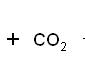 + CO₂ ·